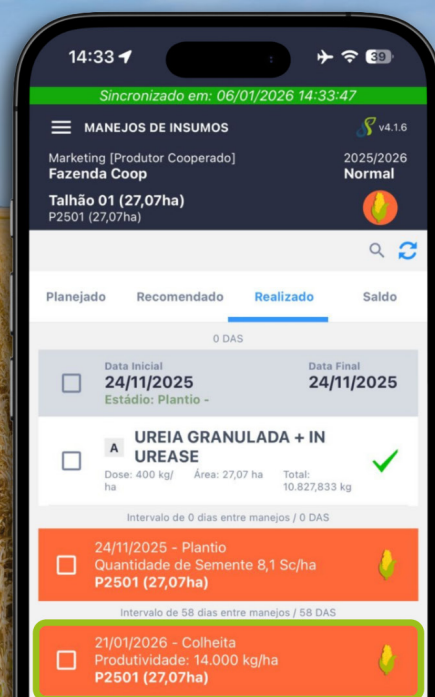 14:33
39
Sincronizado em: 06/01/2026 14:33:47
MANEJOS DE INSUMOS
v4.1.6
Marketing [Produtor Cooperado]
2025/2026
Fazenda Coop
Normal
Talhão 01 (27,07ha)
P2501 (27,07ha)
Planejado
Recomendado
Realizado
Saldo
0 DAS
Data Inicial
Data Final
24/11/2025
24/11/2025
Estádio: Plantio -
A
UREIA GRANULADA + IN
UREASE
Dose: 400 kg/
ha
Área: 27,07 ha
Total:
10.827,833 kg
Intervalo de 0 dias entre manejos / 0 DAS
24/11/2025 - Plantio
Quantidade de Semente 8,1 Sc/ha
P2501 (27,07ha)
Intervalo de 58 dias entre manejos / 58 DAS
21/01/2026 - Colheita
Produtividade: 14.000 kg/ha
P2501 (27,07ha)